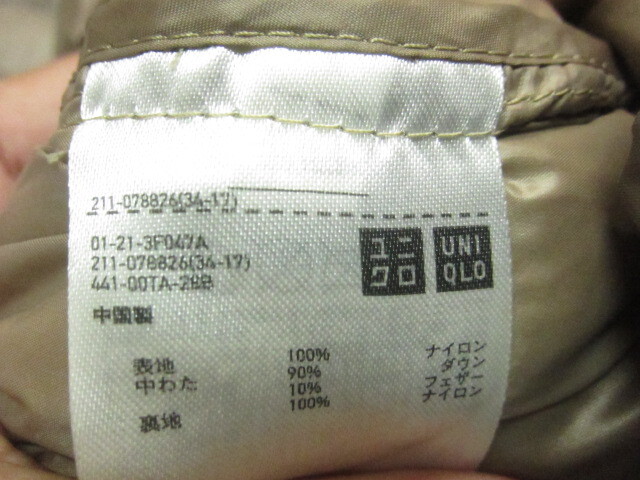 211-078826(34-17)
01-21-3F047A
211-078826(34-17)
441-00TA-2BB
中国製
ユニ
クロ
UNI
QLO
表地 100% ナイロン
中わた 90% ダウン
10% フェザー
裏地 100% ナイロン